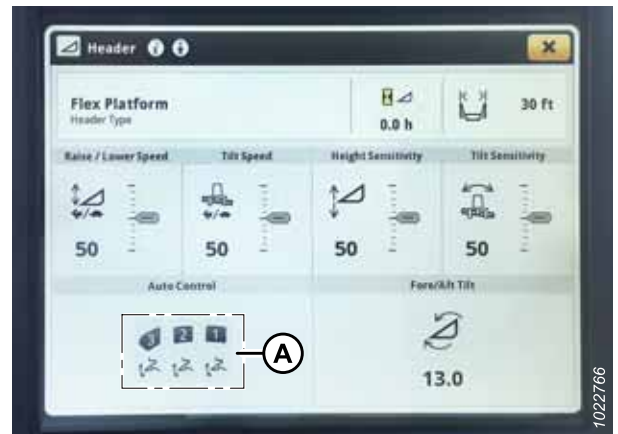 Header i
Flex Platform
Header Type
0.0 h
30 ft
Raise / Lower Speed
Tilt Speed
Height Sensitivity
Tilt Sensitivity
50
50
50
50
Auto Control
Fore/Aft Tilt
3 2 1
A
13.0
1022766